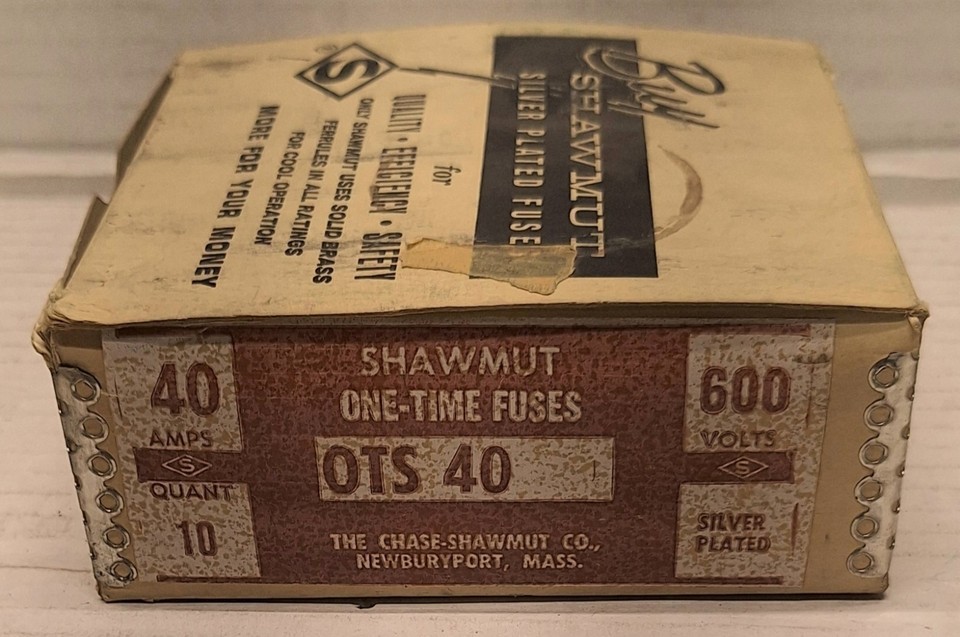 Buy
SHAWMUT
SILVER PLATED FUSES
for
QUALITY • EFFICIENCY • SAFETY
ONLY SHAWMUT USES SOLID BRASS
FERRULES IN ALL RATINGS
FOR COOL OPERATION
MORE FOR YOUR MONEY
S
®
40
AMPS
S
QUANT
10
SHAWMUT
ONE-TIME FUSES
OTS 40
THE CHASE-SHAWMUT CO.,
NEWBURYPORT, MASS.
600
VOLTS
S
SILVER
PLATED